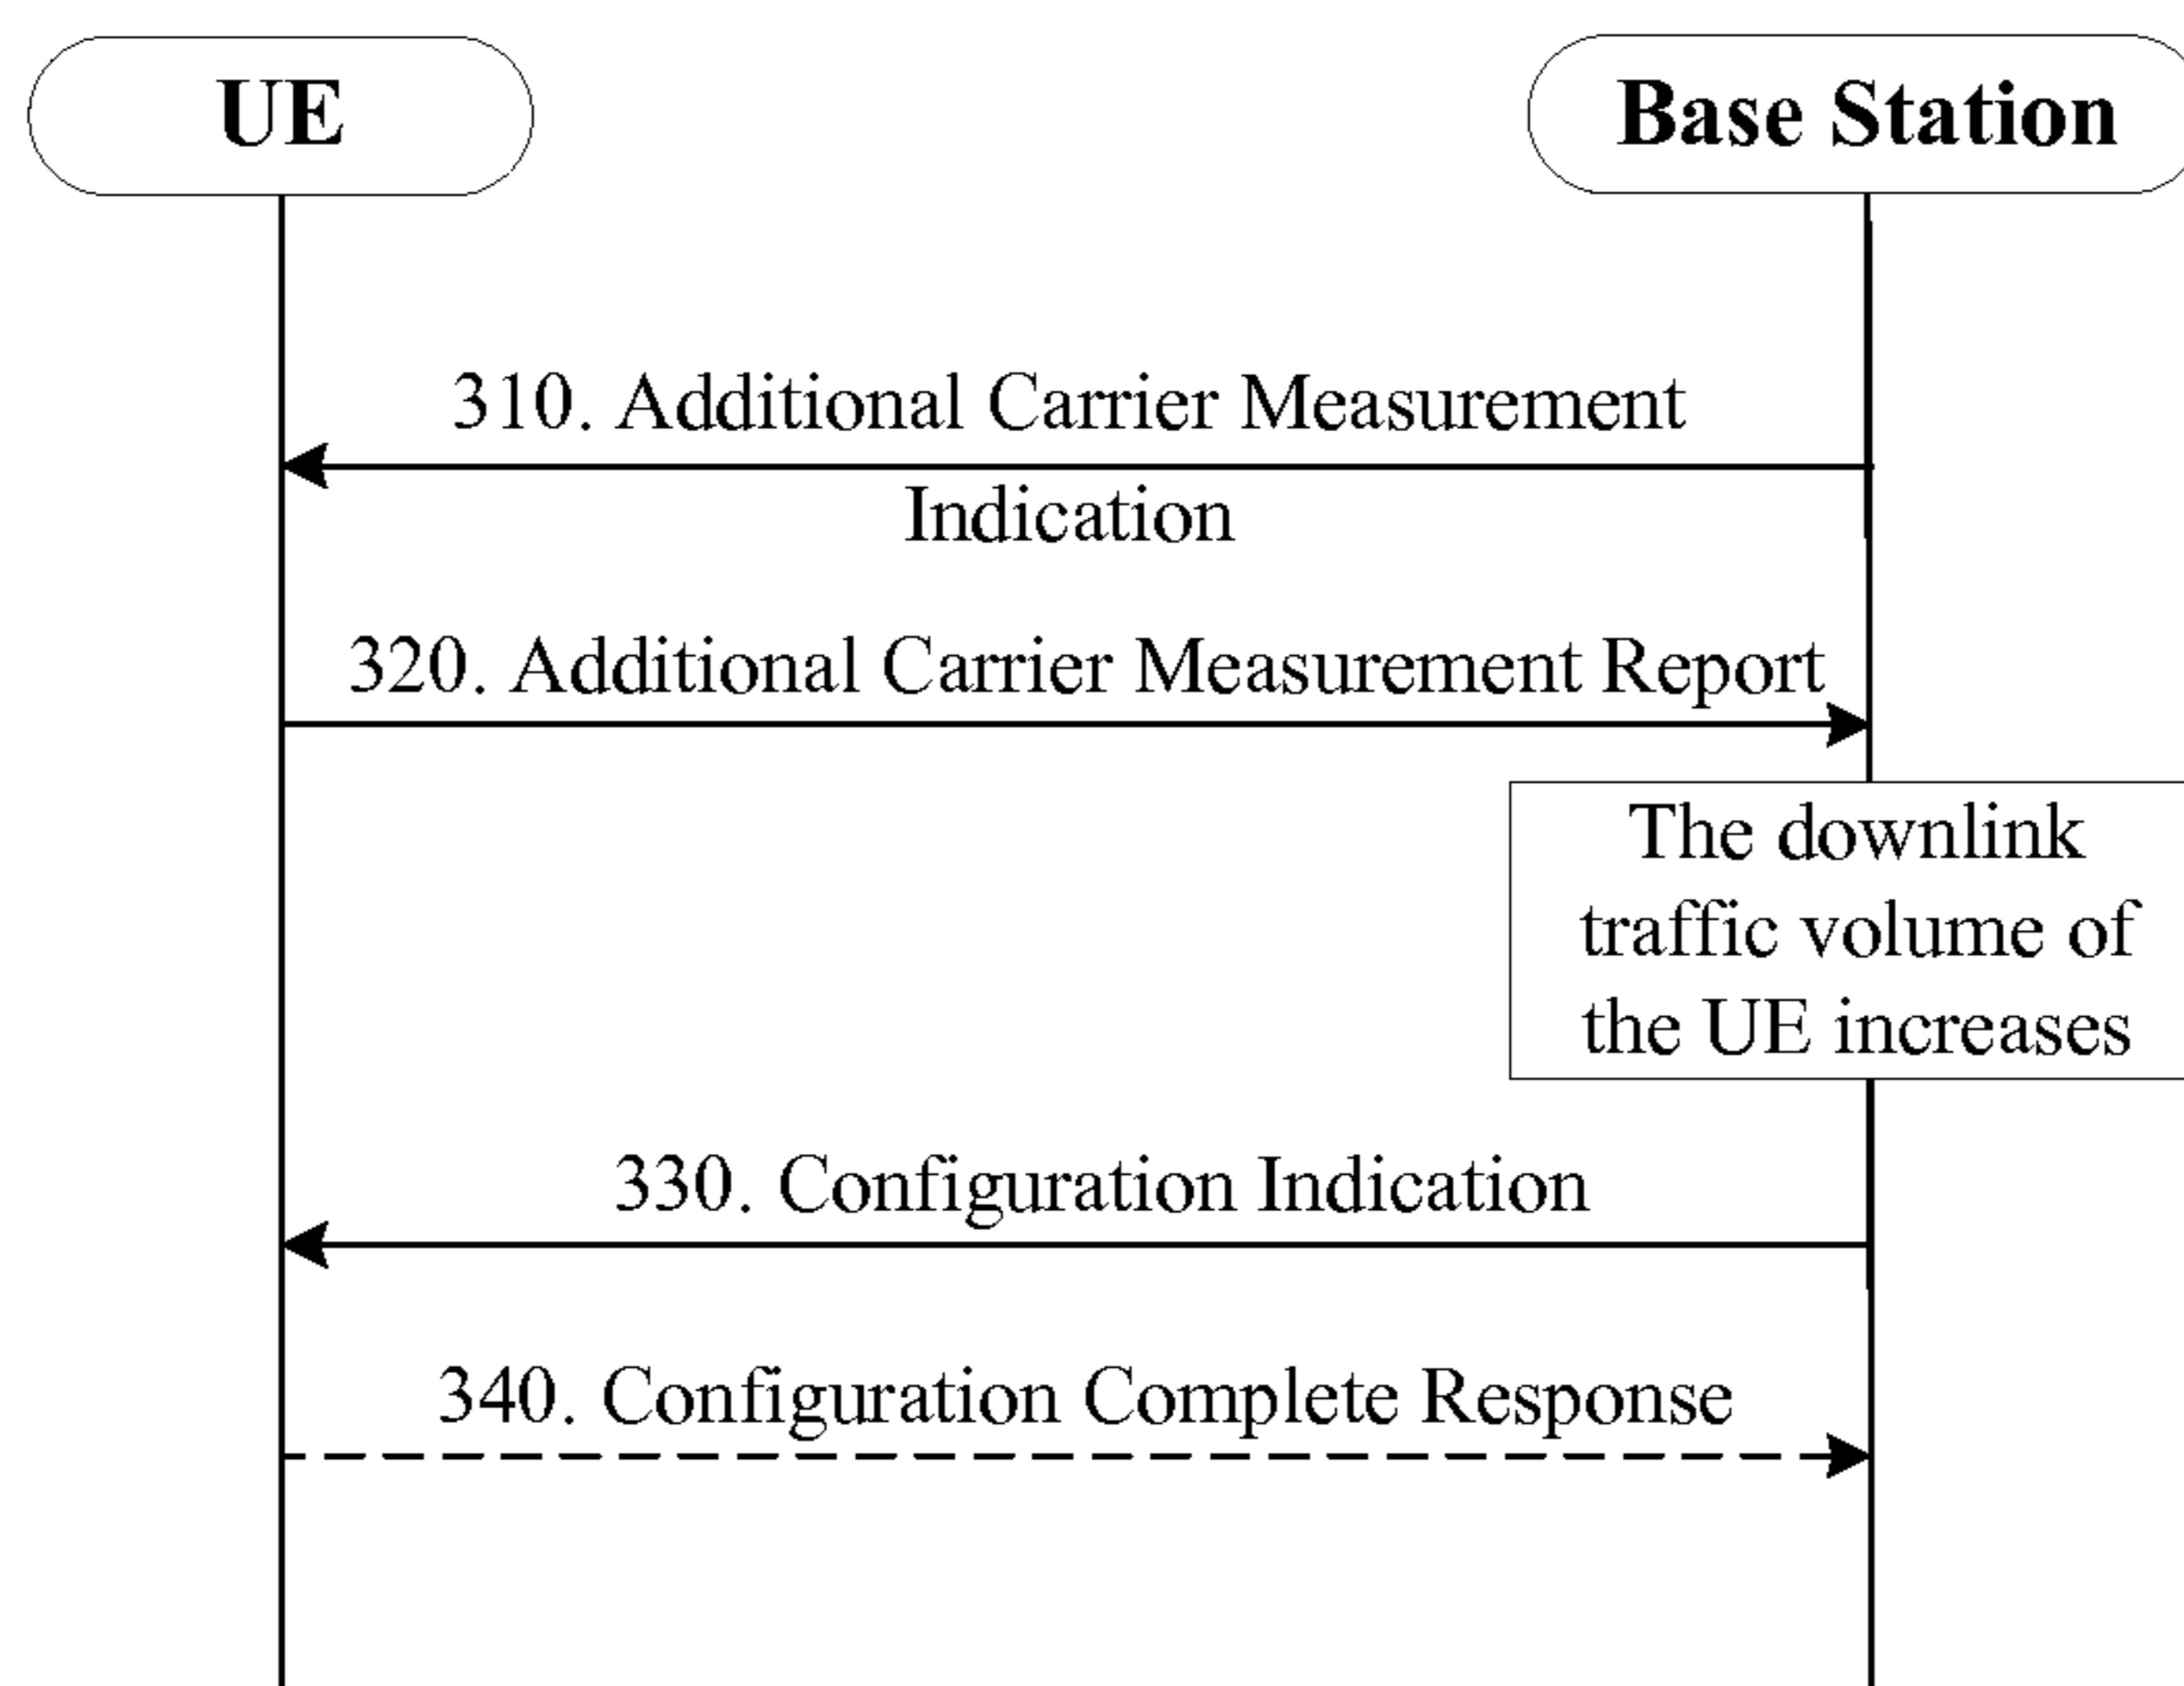 UE
Base Station
310. Additional Carrier Measurement
Indication
320. Additional Carrier Measurement Report
The downlink
traffic volume of
the UE increases
330. Configuration Indication
340. Configuration Complete Response